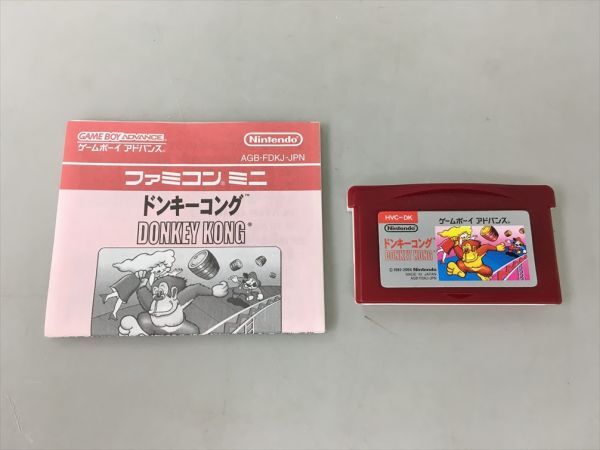 GAME BOY ADVANCE
ゲームボーイ アドバンス®
Nintendo®
AGB-FDKJ-JPN
ファミコン® ミニ
ドンキーコング™
DONKEY KONG®
HVC-DK
Nintendo
ゲームボーイ アドバンス®
ドンキーコング
DONKEY KONG
©1981-2004 Nintendo
MADE IN JAPAN
AGB-FDKJ-JPN